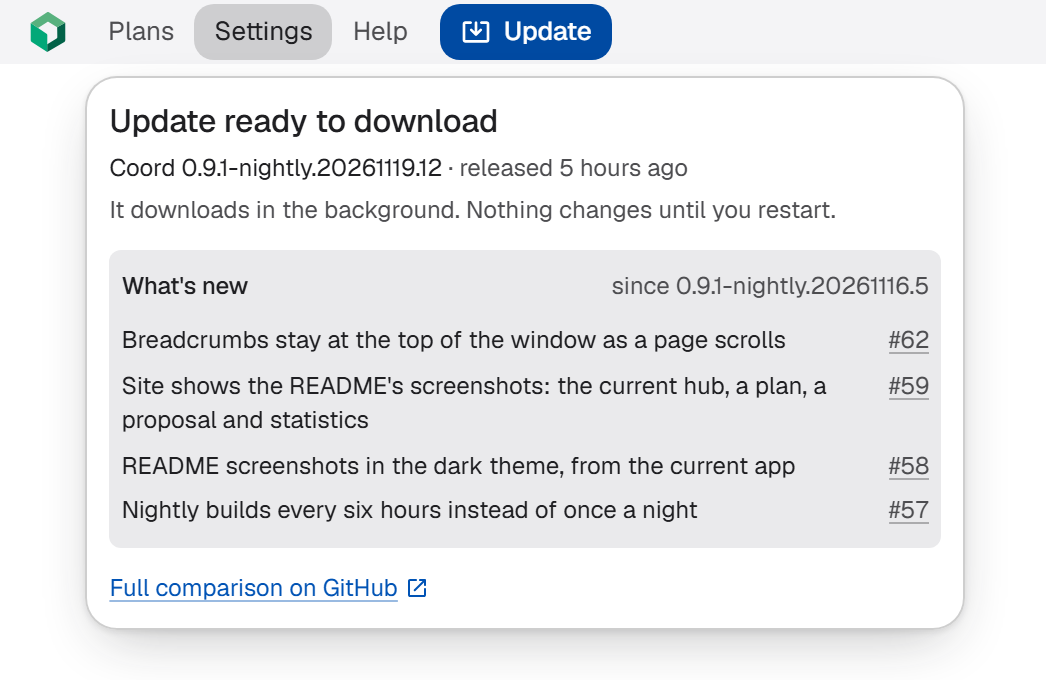 Plans Settings Help Update
Update ready to download
Coord 0.9.1-nightly.20261119.12 · released 5 hours ago
It downloads in the background. Nothing changes until you restart.
What's new since 0.9.1-nightly.20261116.5
Breadcrumbs stay at the top of the window as a page scrolls #62
Site shows the README's screenshots: the current hub, a plan, a #59
proposal and statistics
README screenshots in the dark theme, from the current app #58
Nightly builds every six hours instead of once a night #57
Full comparison on GitHub